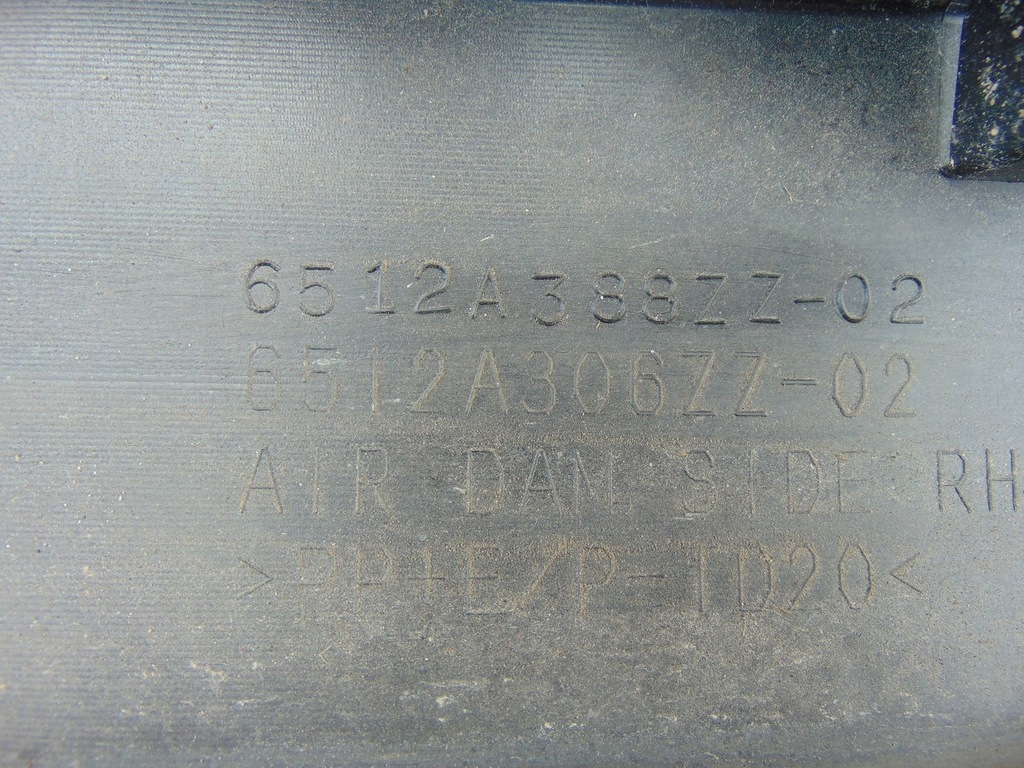 6512A388ZZ-02
6512A306ZZ-02
AIR DAM SIDE RH
>PP+E/P-TD20<